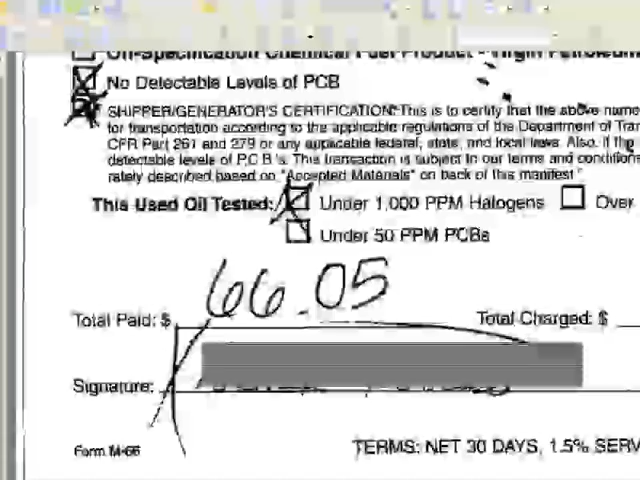 Off-Specification Chemical Fuel Product - Virgin Petroleum
No Detectable Levels of PCB
SHIPPER/GENERATOR'S CERTIFICATION: This is to certify that the above name
for transportation according to the applicable regulations of the Department of Tran
CFR Part 261 and 279 or any applicable federal, state, and local laws. Also, if the
detectable levels of P.C.B.'s. This transaction is subject to our terms and conditions
rately described based on "Accepted Materials" on back of this manifest."
This Used Oil Tested: Under 1,000 PPM Halogens Over
Under 50 PPM PCBs
66.05
Total Paid: $ Total Charged: $
Signature:
Form M-66 TERMS: NET 30 DAYS, 1.5% SERV